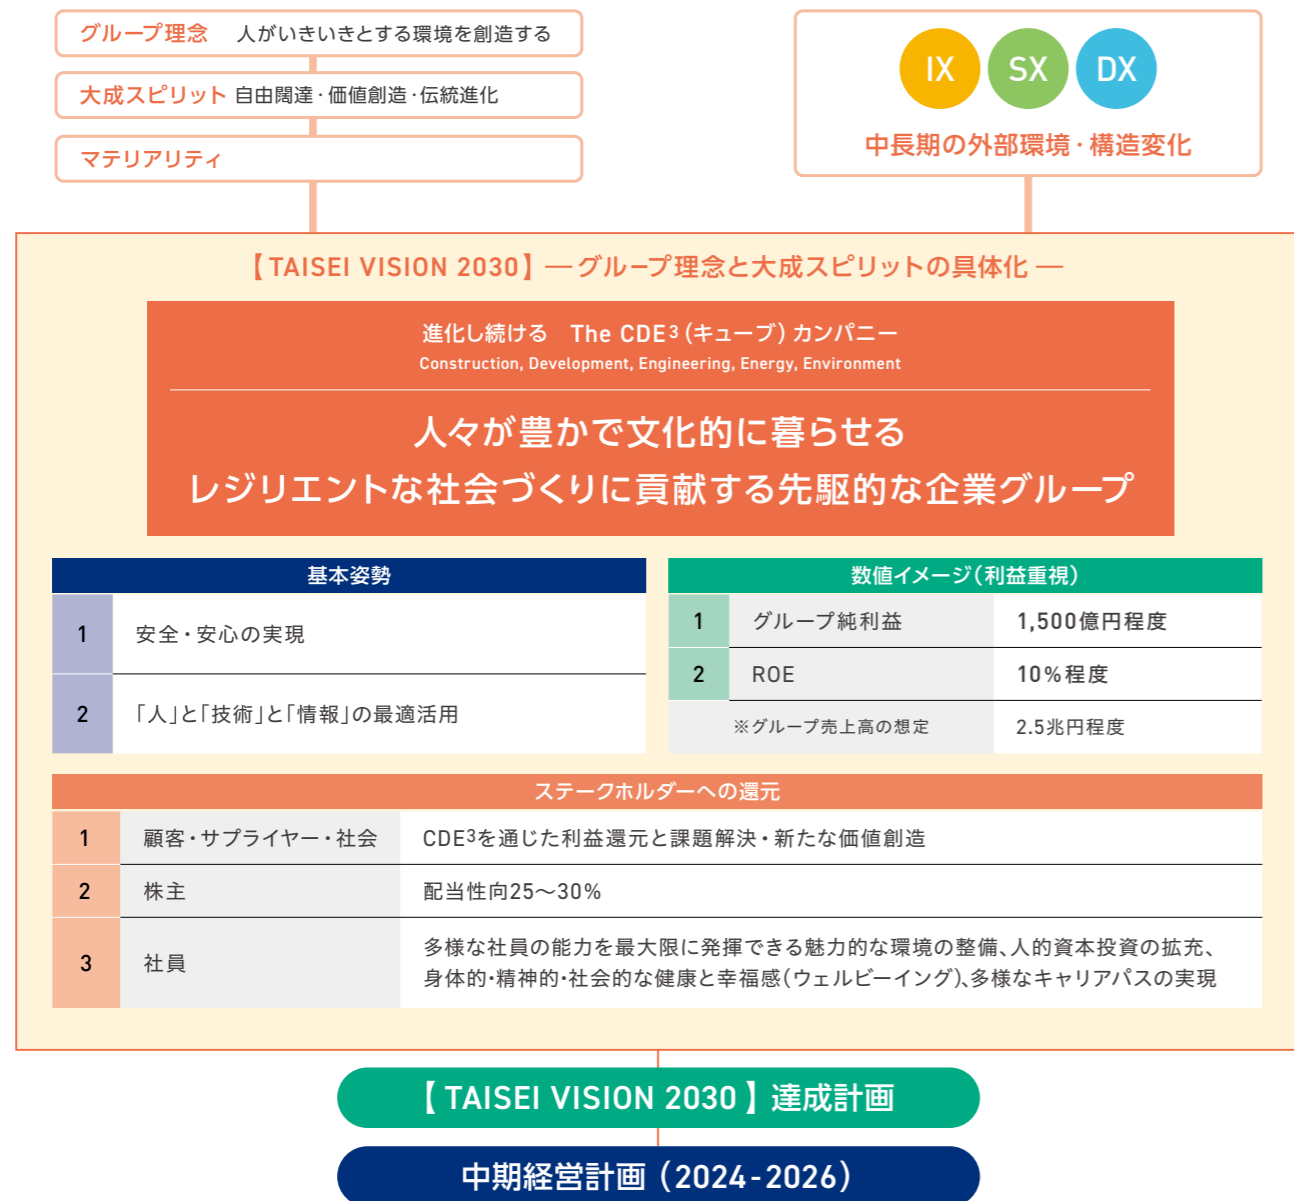 グループ理念 人がいきいきとする環境を創造する
大成スピリット 自由闊達・価値創造・伝統進化
マテリアリティ
IX SX DX
中長期の外部環境・構造変化
【TAISEI VISION 2030】 ― グループ理念と大成スピリットの具体化 ―
進化し続ける The CDE³（キューブ）カンパニー
Construction, Development, Engineering, Energy, Environment
人々が豊かで文化的に暮らせる
レジリエントな社会づくりに貢献する先駆的な企業グループ
基本姿勢
1 安全・安心の実現
2 「人」と「技術」と「情報」の最適活用
数値イメージ（利益重視）
1 グループ純利益 1,500億円程度
2 ROE 10%程度
※グループ売上高の想定 2.5兆円程度
ステークホルダーへの還元
1 顧客・サプライヤー・社会 CDE³を通じた利益還元と課題解決・新たな価値創造
2 株主 配当性向25～30%
3 社員 多様な社員の能力を最大限に発揮できる魅力的な環境の整備、人的資本投資の拡充、
身体的・精神的・社会的な健康と幸福感（ウェルビーイング）、多様なキャリアパスの実現
【TAISEI VISION 2030】達成計画
中期経営計画（2024-2026）